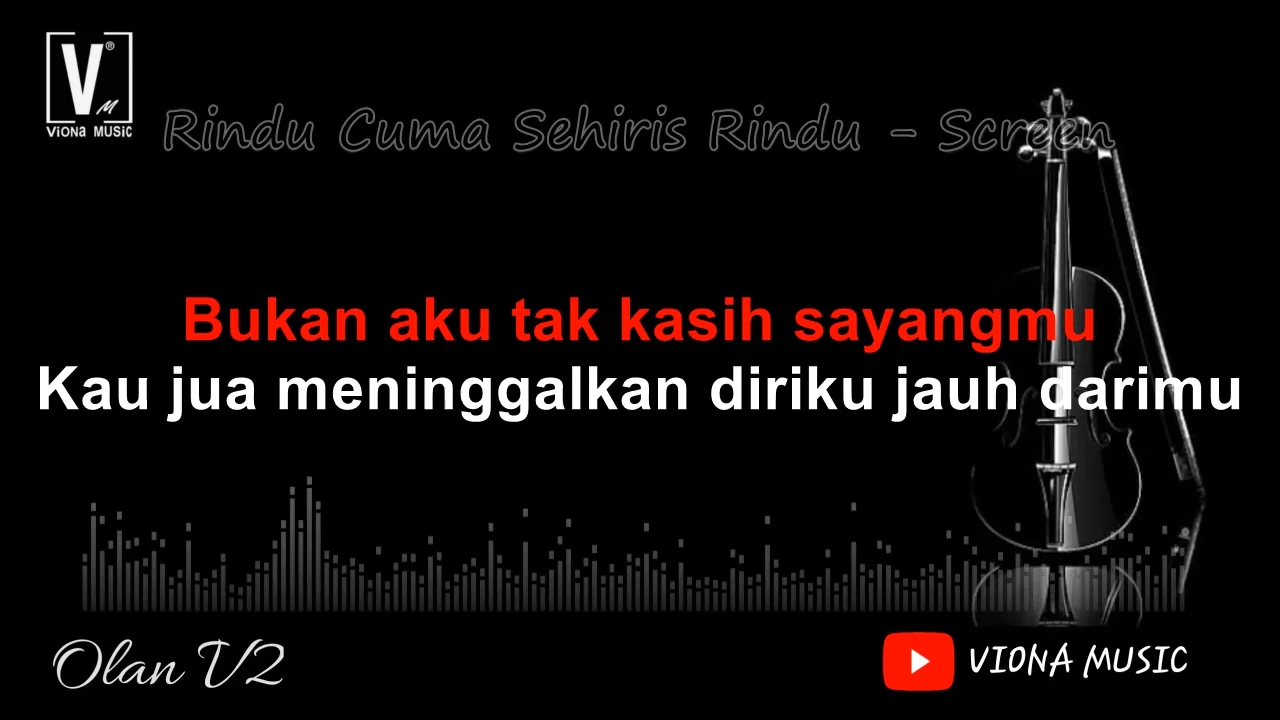 V®
M
ViONa MUSiC
Rindu Cuma Sehiris Rindu - Screen
Bukan aku tak kasih sayangmu
Kau jua meninggalkan diriku jauh darimu
Olan V2
VIONA MUSIC